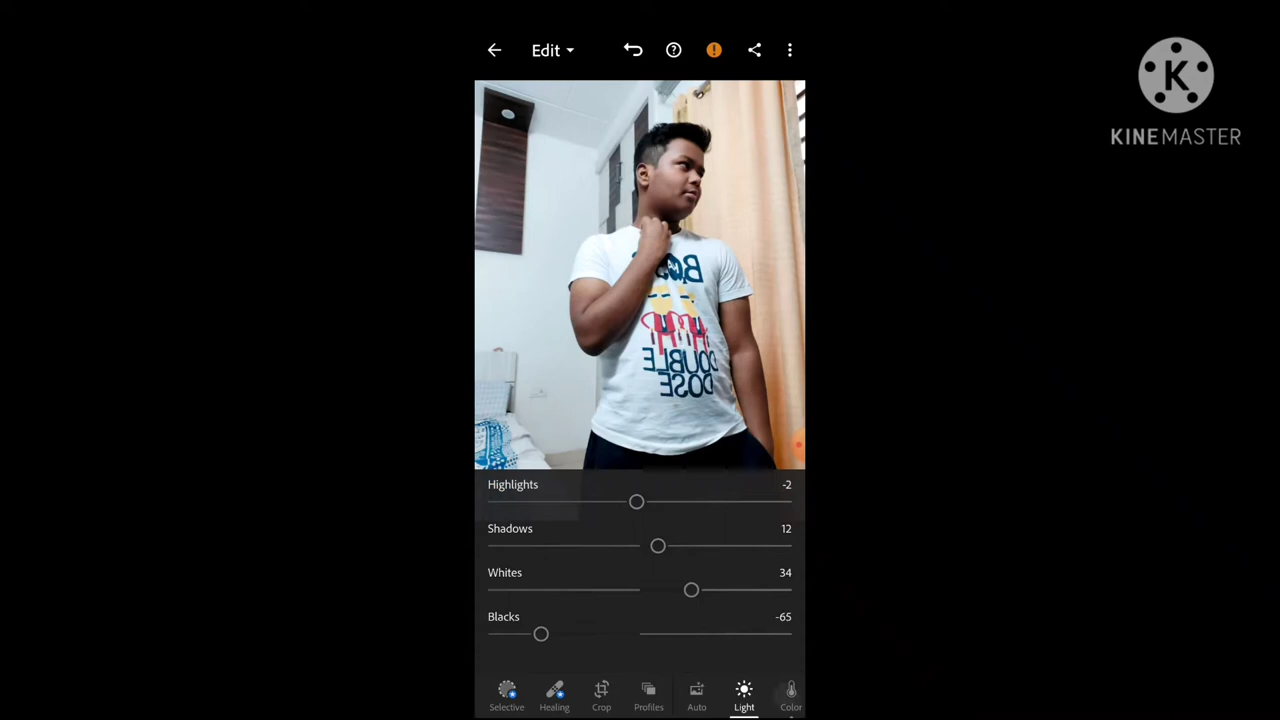 Edit
K
KINEMASTER
BOSS
DOUBLE
DOSE
Highlights -2
Shadows 12
Whites 34
Blacks -65
Selective Healing Crop Profiles Auto Light Color